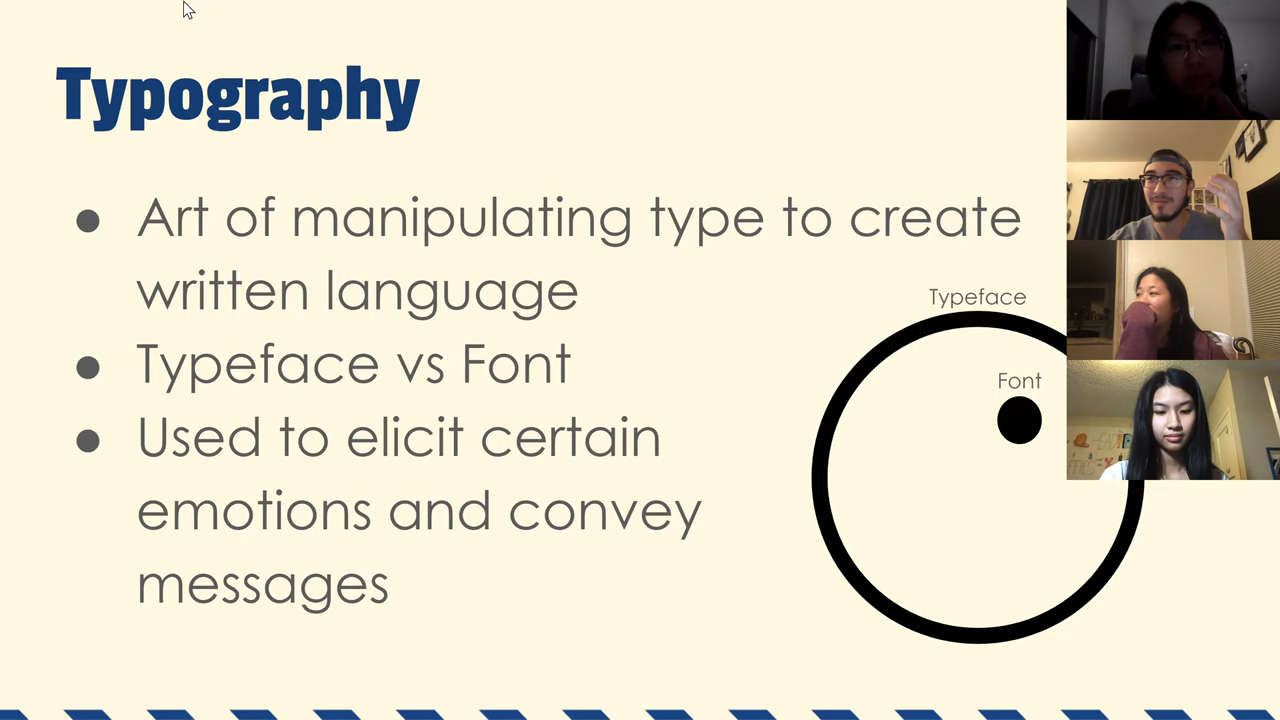 Typography
● Art of manipulating type to create
written language
● Typeface vs Font
● Used to elicit certain
emotions and convey
messages
Typeface
Font